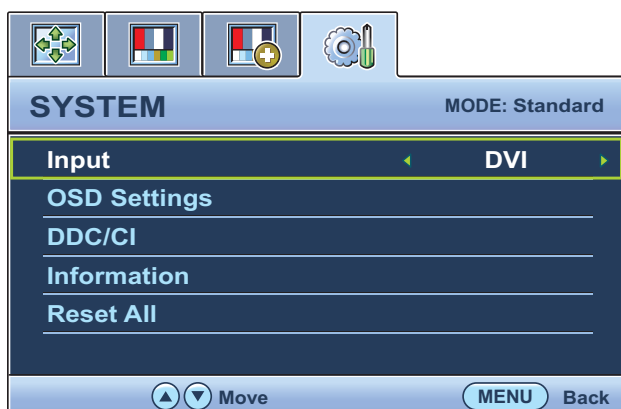 SYSTEM MODE: Standard
Input DVI
OSD Settings
DDC/CI
Information
Reset All
Move MENU Back